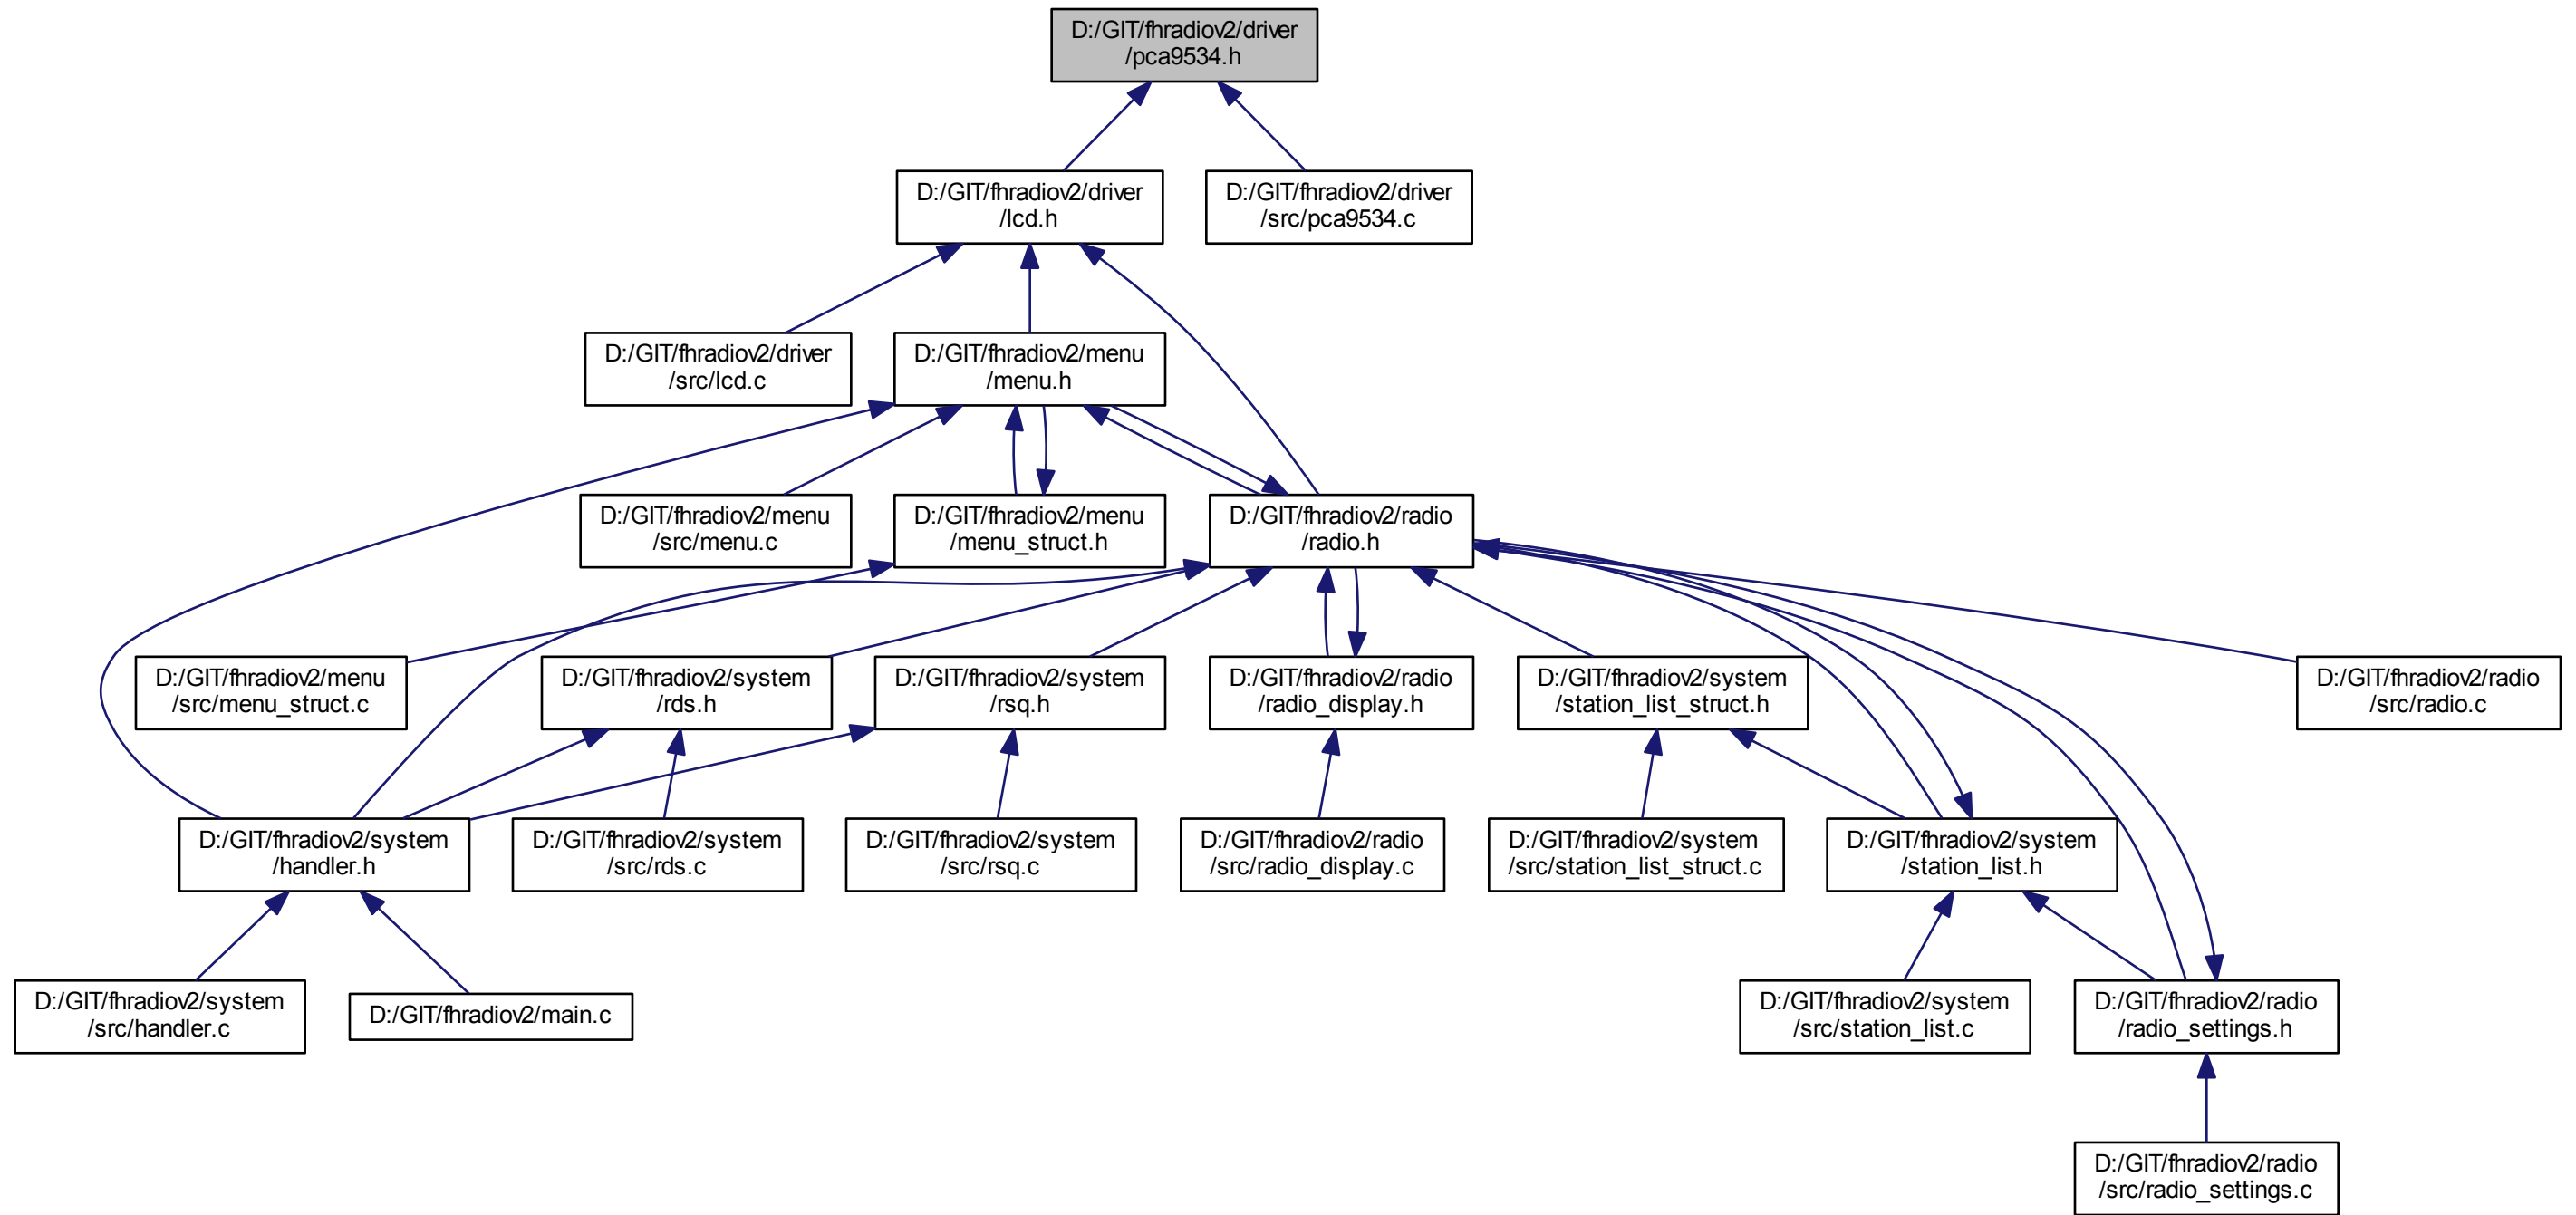 D:/GIT/fhradiov2/driver
/pca9534.h
D:/GIT/fhradiov2/driver
/lcd.h
D:/GIT/fhradiov2/driver
/src/pca9534.c
D:/GIT/fhradiov2/driver
/src/lcd.c
D:/GIT/fhradiov2/menu
/menu.h
D:/GIT/fhradiov2/menu
/src/menu.c
D:/GIT/fhradiov2/menu
/menu_struct.h
D:/GIT/fhradiov2/radio
/radio.h
D:/GIT/fhradiov2/menu
/src/menu_struct.c
D:/GIT/fhradiov2/system
/rds.h
D:/GIT/fhradiov2/system
/rsq.h
D:/GIT/fhradiov2/radio
/radio_display.h
D:/GIT/fhradiov2/system
/station_list_struct.h
D:/GIT/fhradiov2/radio
/src/radio.c
D:/GIT/fhradiov2/system
/handler.h
D:/GIT/fhradiov2/system
/src/rds.c
D:/GIT/fhradiov2/system
/src/rsq.c
D:/GIT/fhradiov2/radio
/src/radio_display.c
D:/GIT/fhradiov2/system
/src/station_list_struct.c
D:/GIT/fhradiov2/system
/station_list.h
D:/GIT/fhradiov2/system
/src/handler.c
D:/GIT/fhradiov2/main.c
D:/GIT/fhradiov2/system
/src/station_list.c
D:/GIT/fhradiov2/radio
/radio_settings.h
D:/GIT/fhradiov2/radio
/src/radio_settings.c